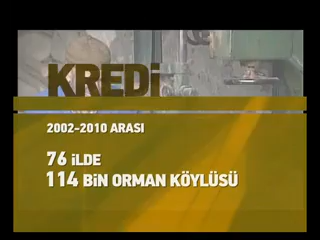 KREDİ
2002-2010 ARASI
76 İLDE
114 BİN ORMAN KÖYLÜSÜ